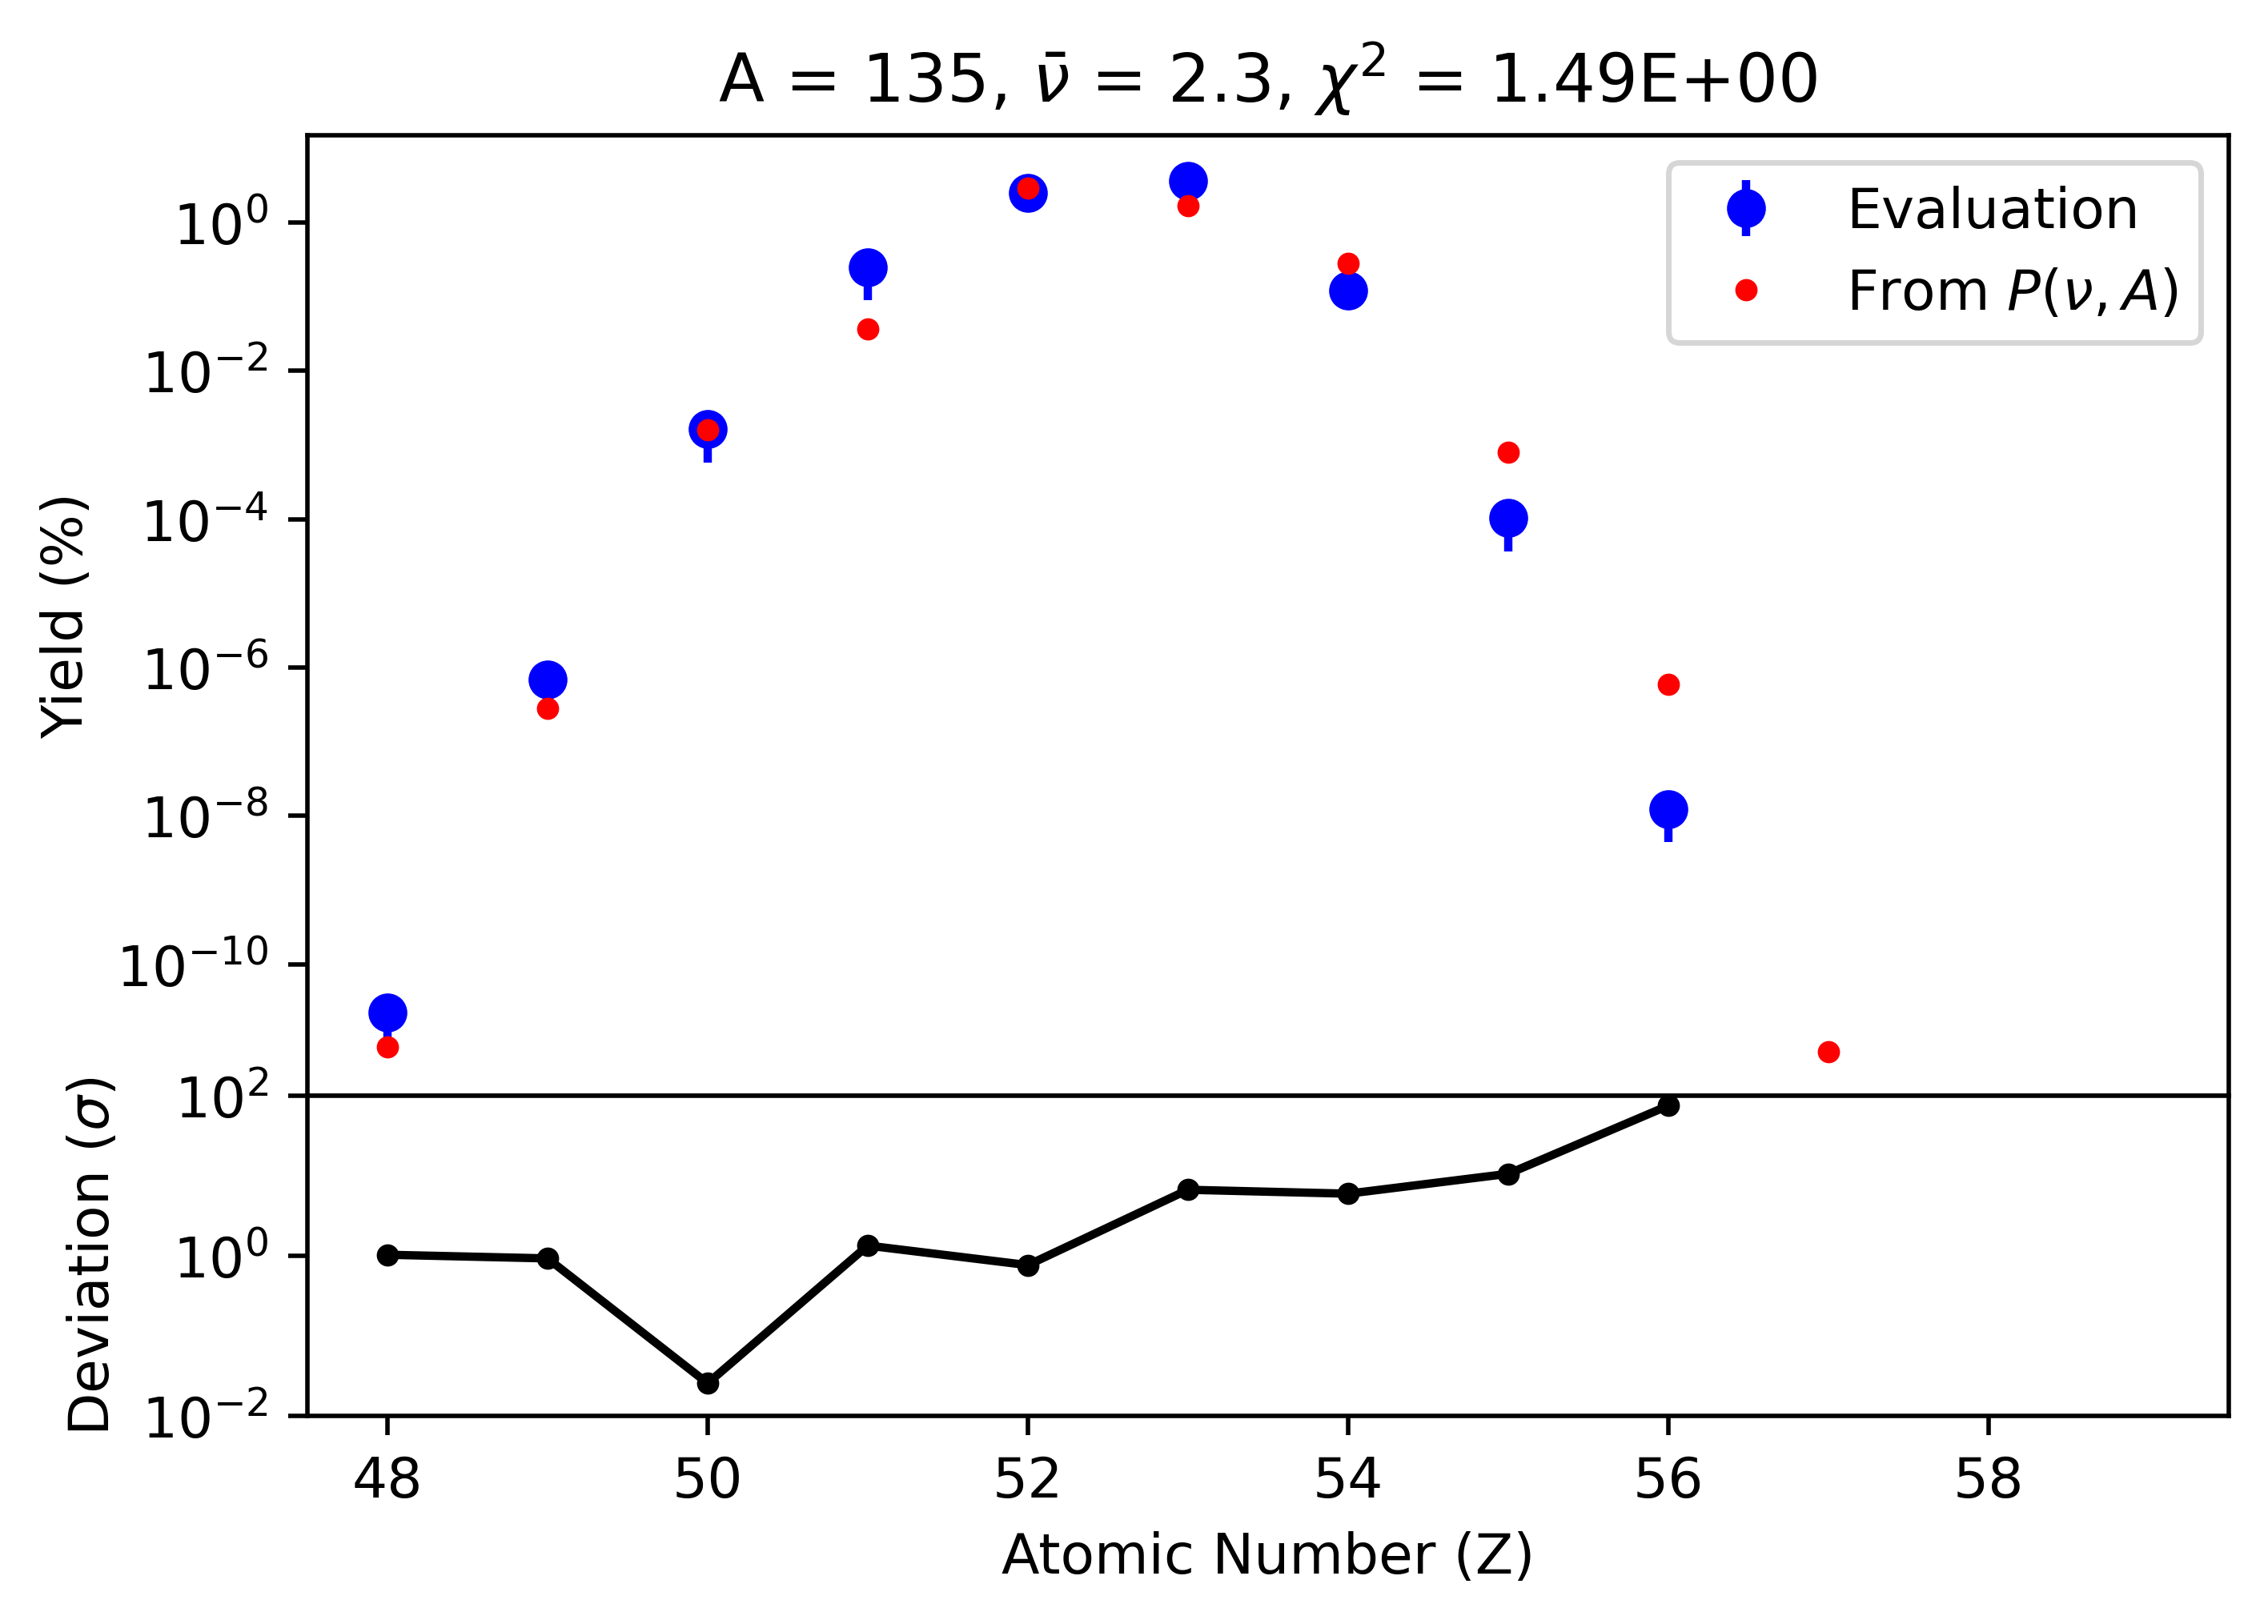 A = 135, ν̄ = 2.3, χ² = 1.49E+00
Evaluation
From P(ν, A)
Yield (%)
10⁰
10⁻²
10⁻⁴
10⁻⁶
10⁻⁸
10⁻¹⁰
Deviation (σ)
10²
10⁰
10⁻²
48 50 52 54 56 58
Atomic Number (Z)